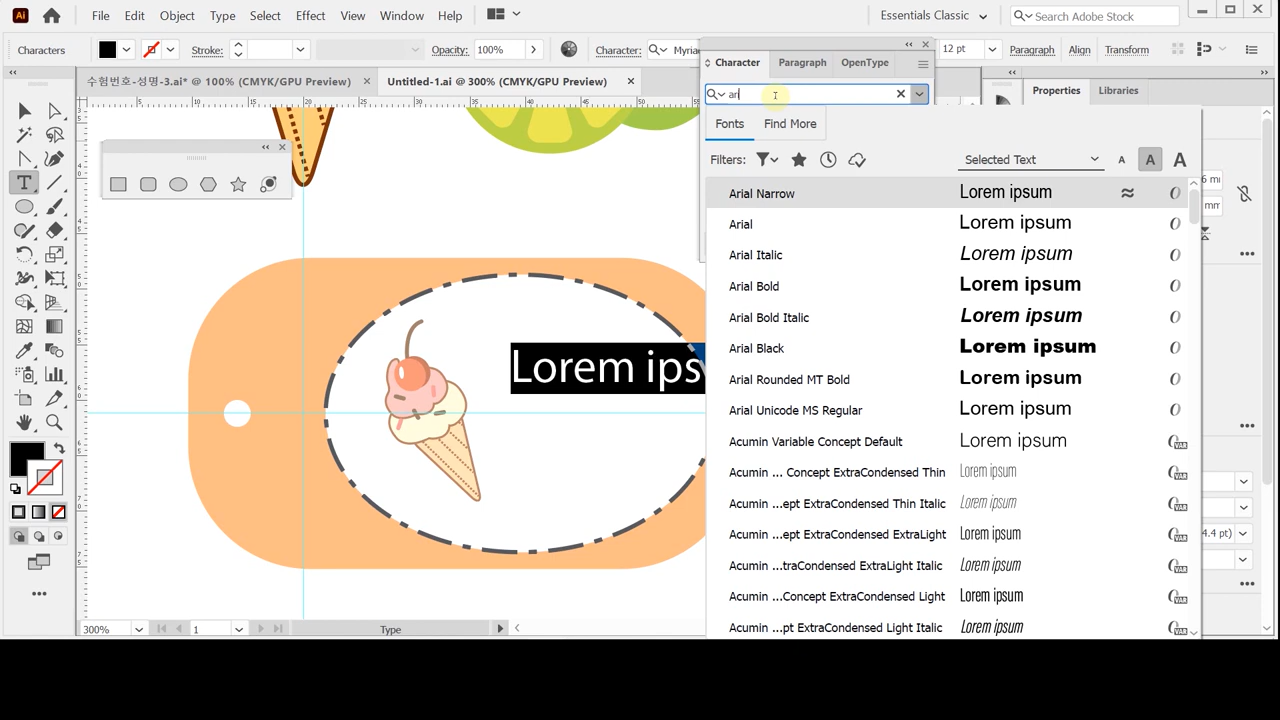 Ai File Edit Object Type Select Effect View Window Help Essentials Classic Search Adobe Stock
Characters Stroke: Opacity: 100% Character: Myria 12 pt Paragraph Align Transform
수험번호-성명-3.ai* @ 100% (CMYK/GPU Preview) Untitled-1.ai @ 300% (CMYK/GPU Preview)
Character Paragraph OpenType
ari
Properties Libraries
Fonts Find More
Filters: Selected Text A A A
Arial Narrow Lorem ipsum
Arial Lorem ipsum
Arial Italic Lorem ipsum
Arial Bold Lorem ipsum
Arial Bold Italic Lorem ipsum
Arial Black Lorem ipsum
Arial Rounded MT Bold Lorem ipsum
Arial Unicode MS Regular Lorem ipsum
Acumin Variable Concept Default Lorem ipsum
Acumin ... Concept ExtraCondensed Thin Lorem ipsum
Acumin ...ept ExtraCondensed Thin Italic Lorem ipsum
Acumin ...ept ExtraCondensed ExtraLight Lorem ipsum
Acumin ...traCondensed ExtraLight Italic Lorem ipsum
Acumin ...Concept ExtraCondensed Light Lorem ipsum
Acumin ...pt ExtraCondensed Light Italic Lorem ipsum
6 mm
mm
4.4 pt)
Lorem ips
300% 1 Type